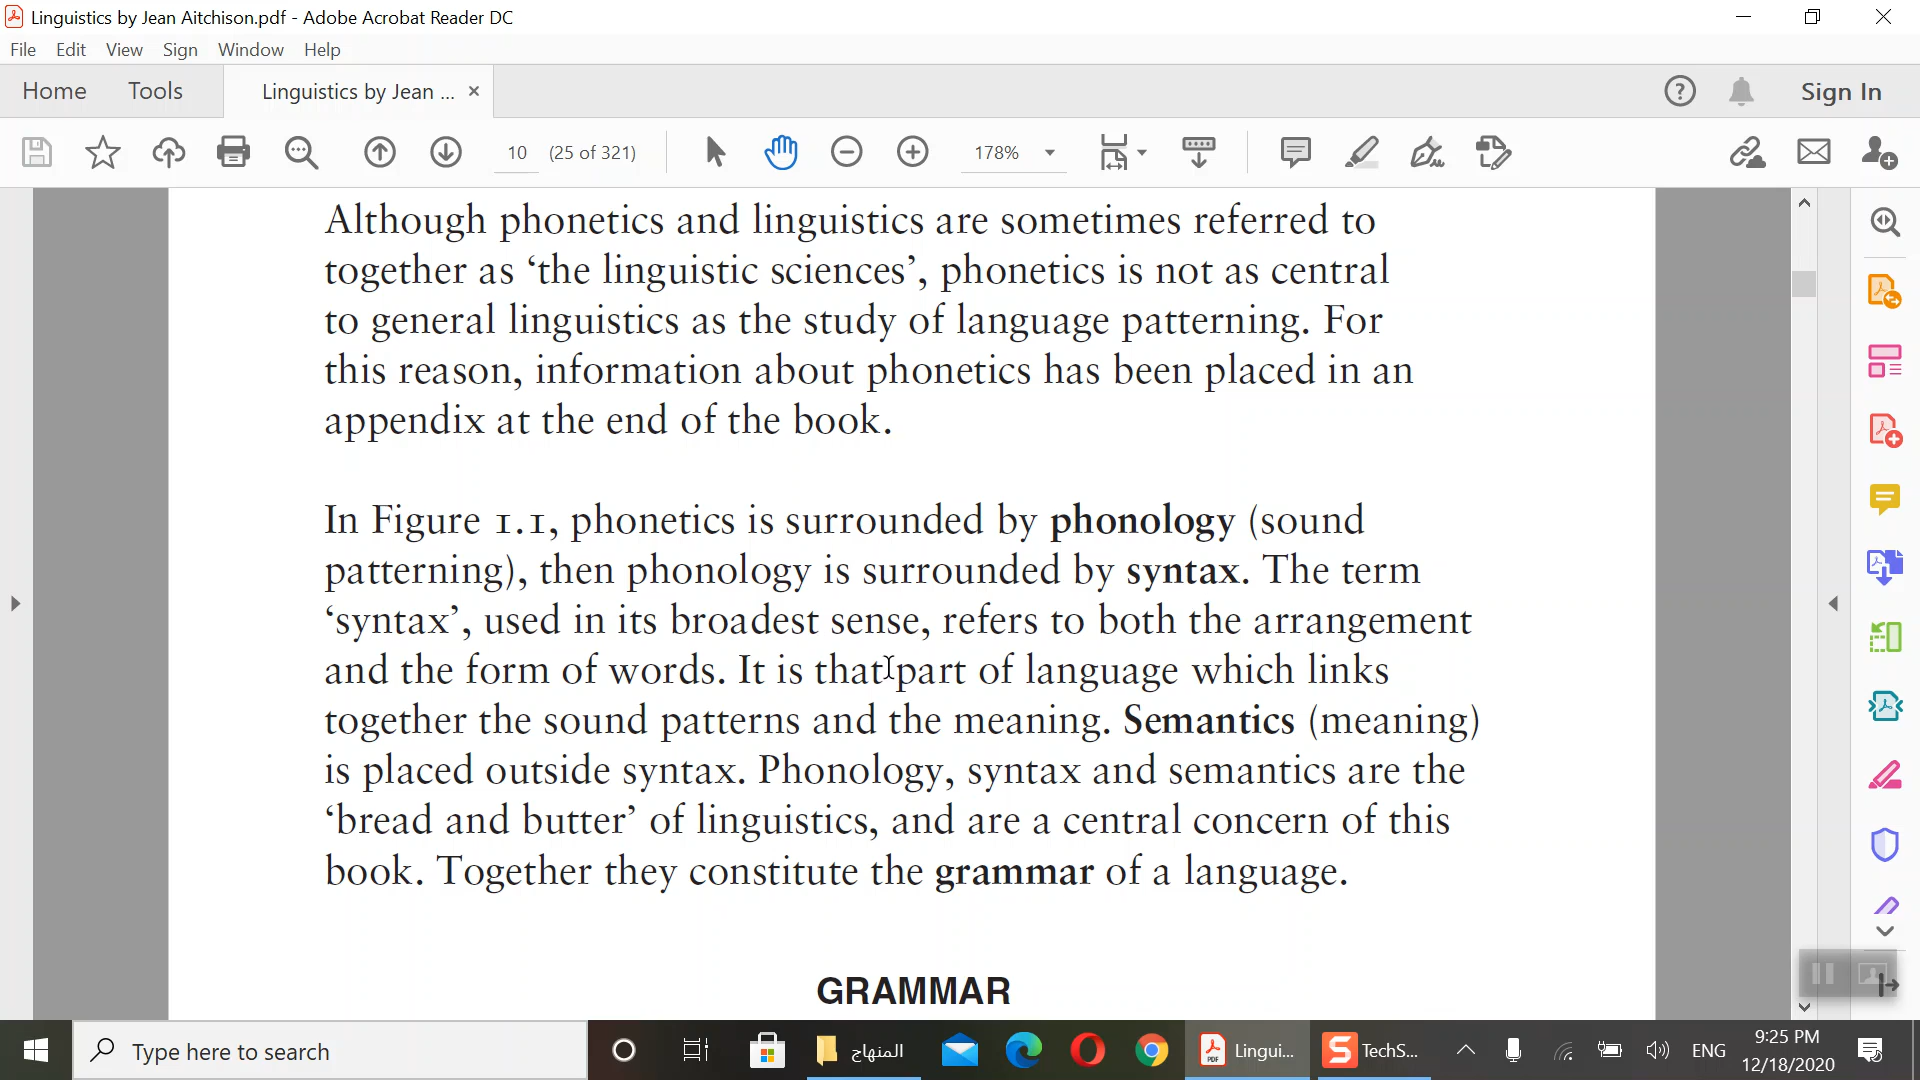 Linguistics by Jean Aitchison.pdf - Adobe Acrobat Reader DC
File Edit View Sign Window Help
Home Tools Linguistics by Jean ... × Sign In
10 (25 of 321) 178%
Although phonetics and linguistics are sometimes referred to
together as ‘the linguistic sciences’, phonetics is not as central
to general linguistics as the study of language patterning. For
this reason, information about phonetics has been placed in an
appendix at the end of the book.
In Figure 1.1, phonetics is surrounded by phonology (sound
patterning), then phonology is surrounded by syntax. The term
‘syntax’, used in its broadest sense, refers to both the arrangement
and the form of words. It is that part of language which links
together the sound patterns and the meaning. Semantics (meaning)
is placed outside syntax. Phonology, syntax and semantics are the
‘bread and butter’ of linguistics, and are a central concern of this
book. Together they constitute the grammar of a language.
GRAMMAR
Type here to search المنهاج Lingui... TechS... ENG 9:25 PM
12/18/2020